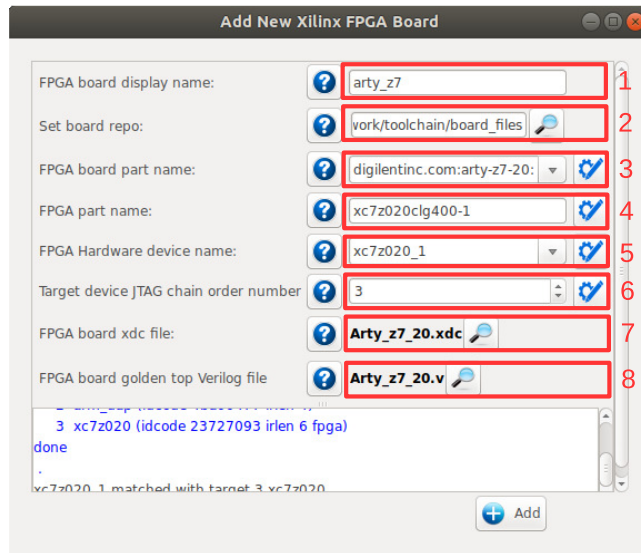 Add New Xilinx FPGA Board
FPGA board display name: ? arty_z7 1
Set board repo: ? work/toolchain/board_files 2
FPGA board part name: ? digilentinc.com:arty-z7-20: 3
FPGA part name: ? xc7z020clg400-1 4
FPGA Hardware device name: ? xc7z020_1 5
Target device JTAG chain order number ? 3 6
FPGA board xdc file: ? Arty_z7_20.xdc 7
FPGA board golden top Verilog file ? Arty_z7_20.v 8
3 xc7z020 (idcode 23727093 irlen 6 fpga)
done
.
xc7z020_1 matched with target 3 xc7z020
Add